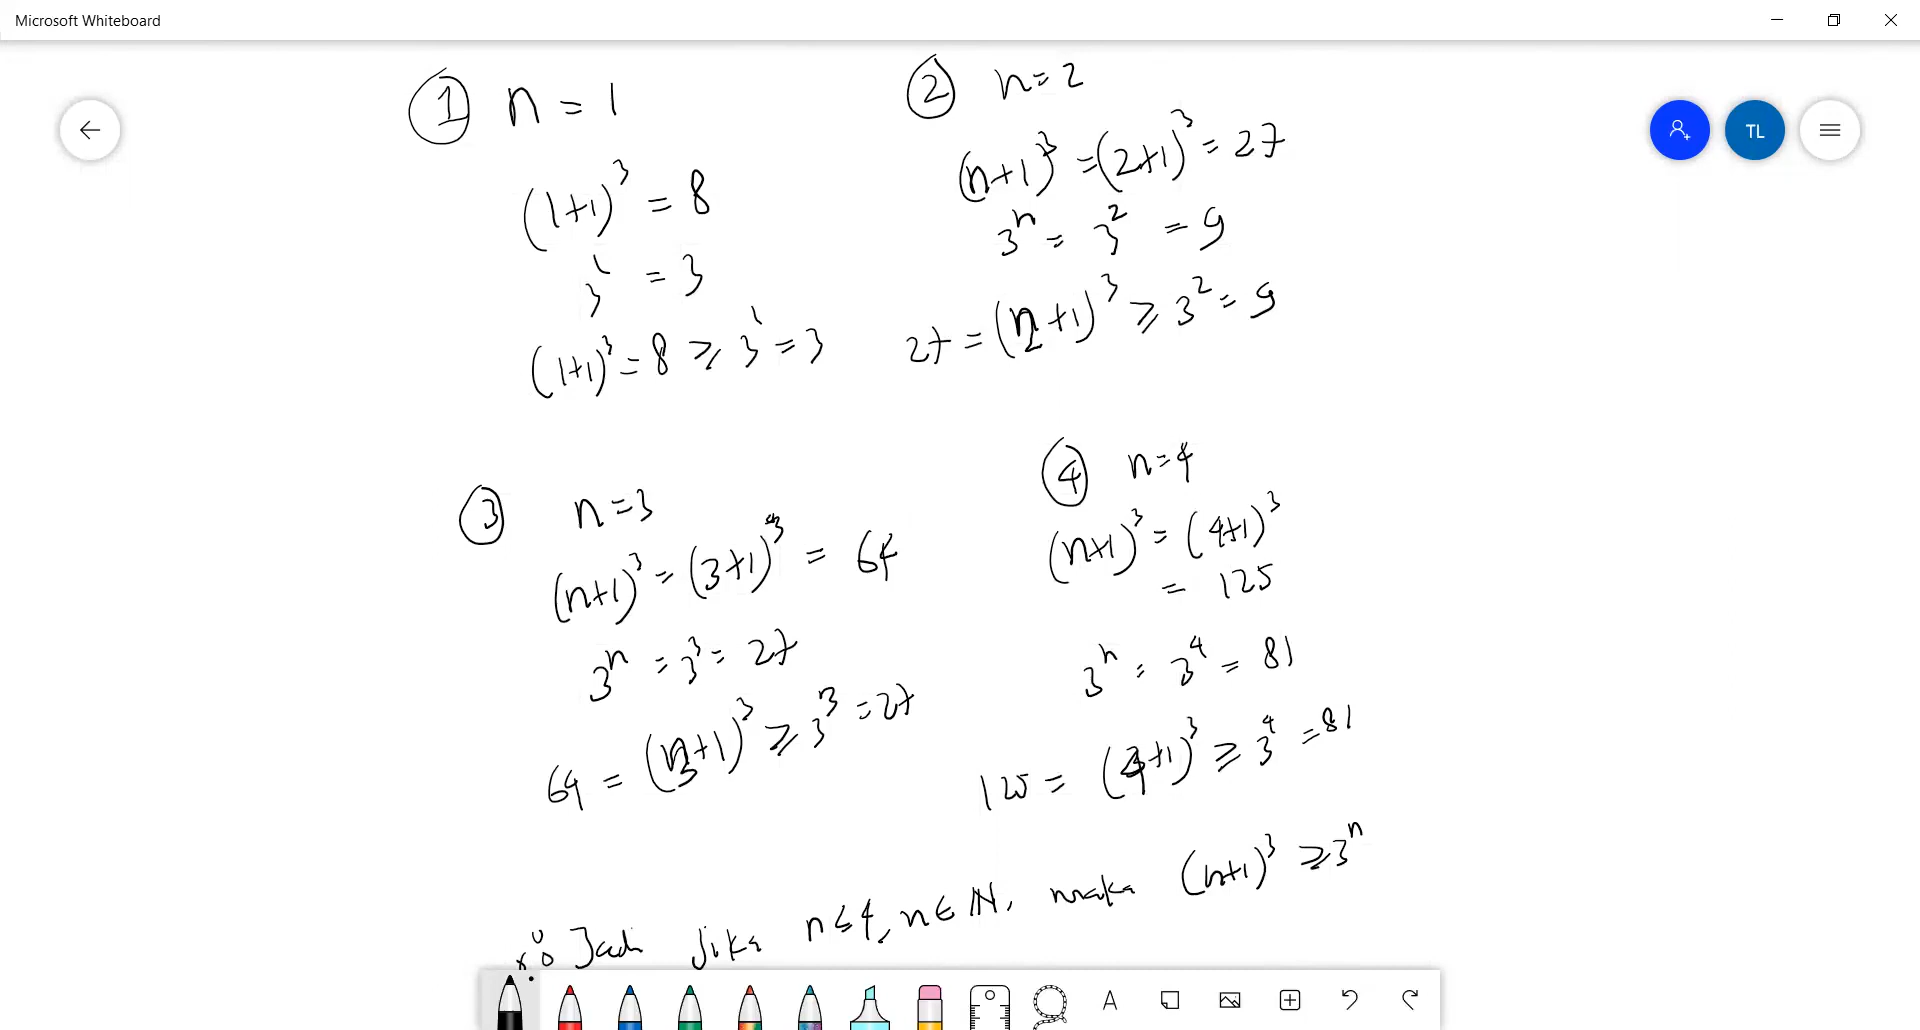 Microsoft Whiteboard
① n = 1
(1+1)³ = 8
3¹ = 3
(1+1)³ = 8 ≥ 3¹ = 3
② n = 2
(n+1)³ = (2+1)³ = 27
3ⁿ = 3² = 9
27 = (2+1)³ ≥ 3² = 9
③ n = 3
(n+1)³ = (3+1)³ = 64
3ⁿ = 3³ = 27
64 = (3+1)³ ≥ 3³ = 27
④ n = 4
(n+1)³ = (4+1)³
= 125
3ⁿ = 3⁴ = 81
125 = (4+1)³ ≥ 3⁴ = 81
∴ Jadi jika n ≤ 4, n ∈ ℕ, maka (n+1)³ ≥ 3ⁿ
TL
A